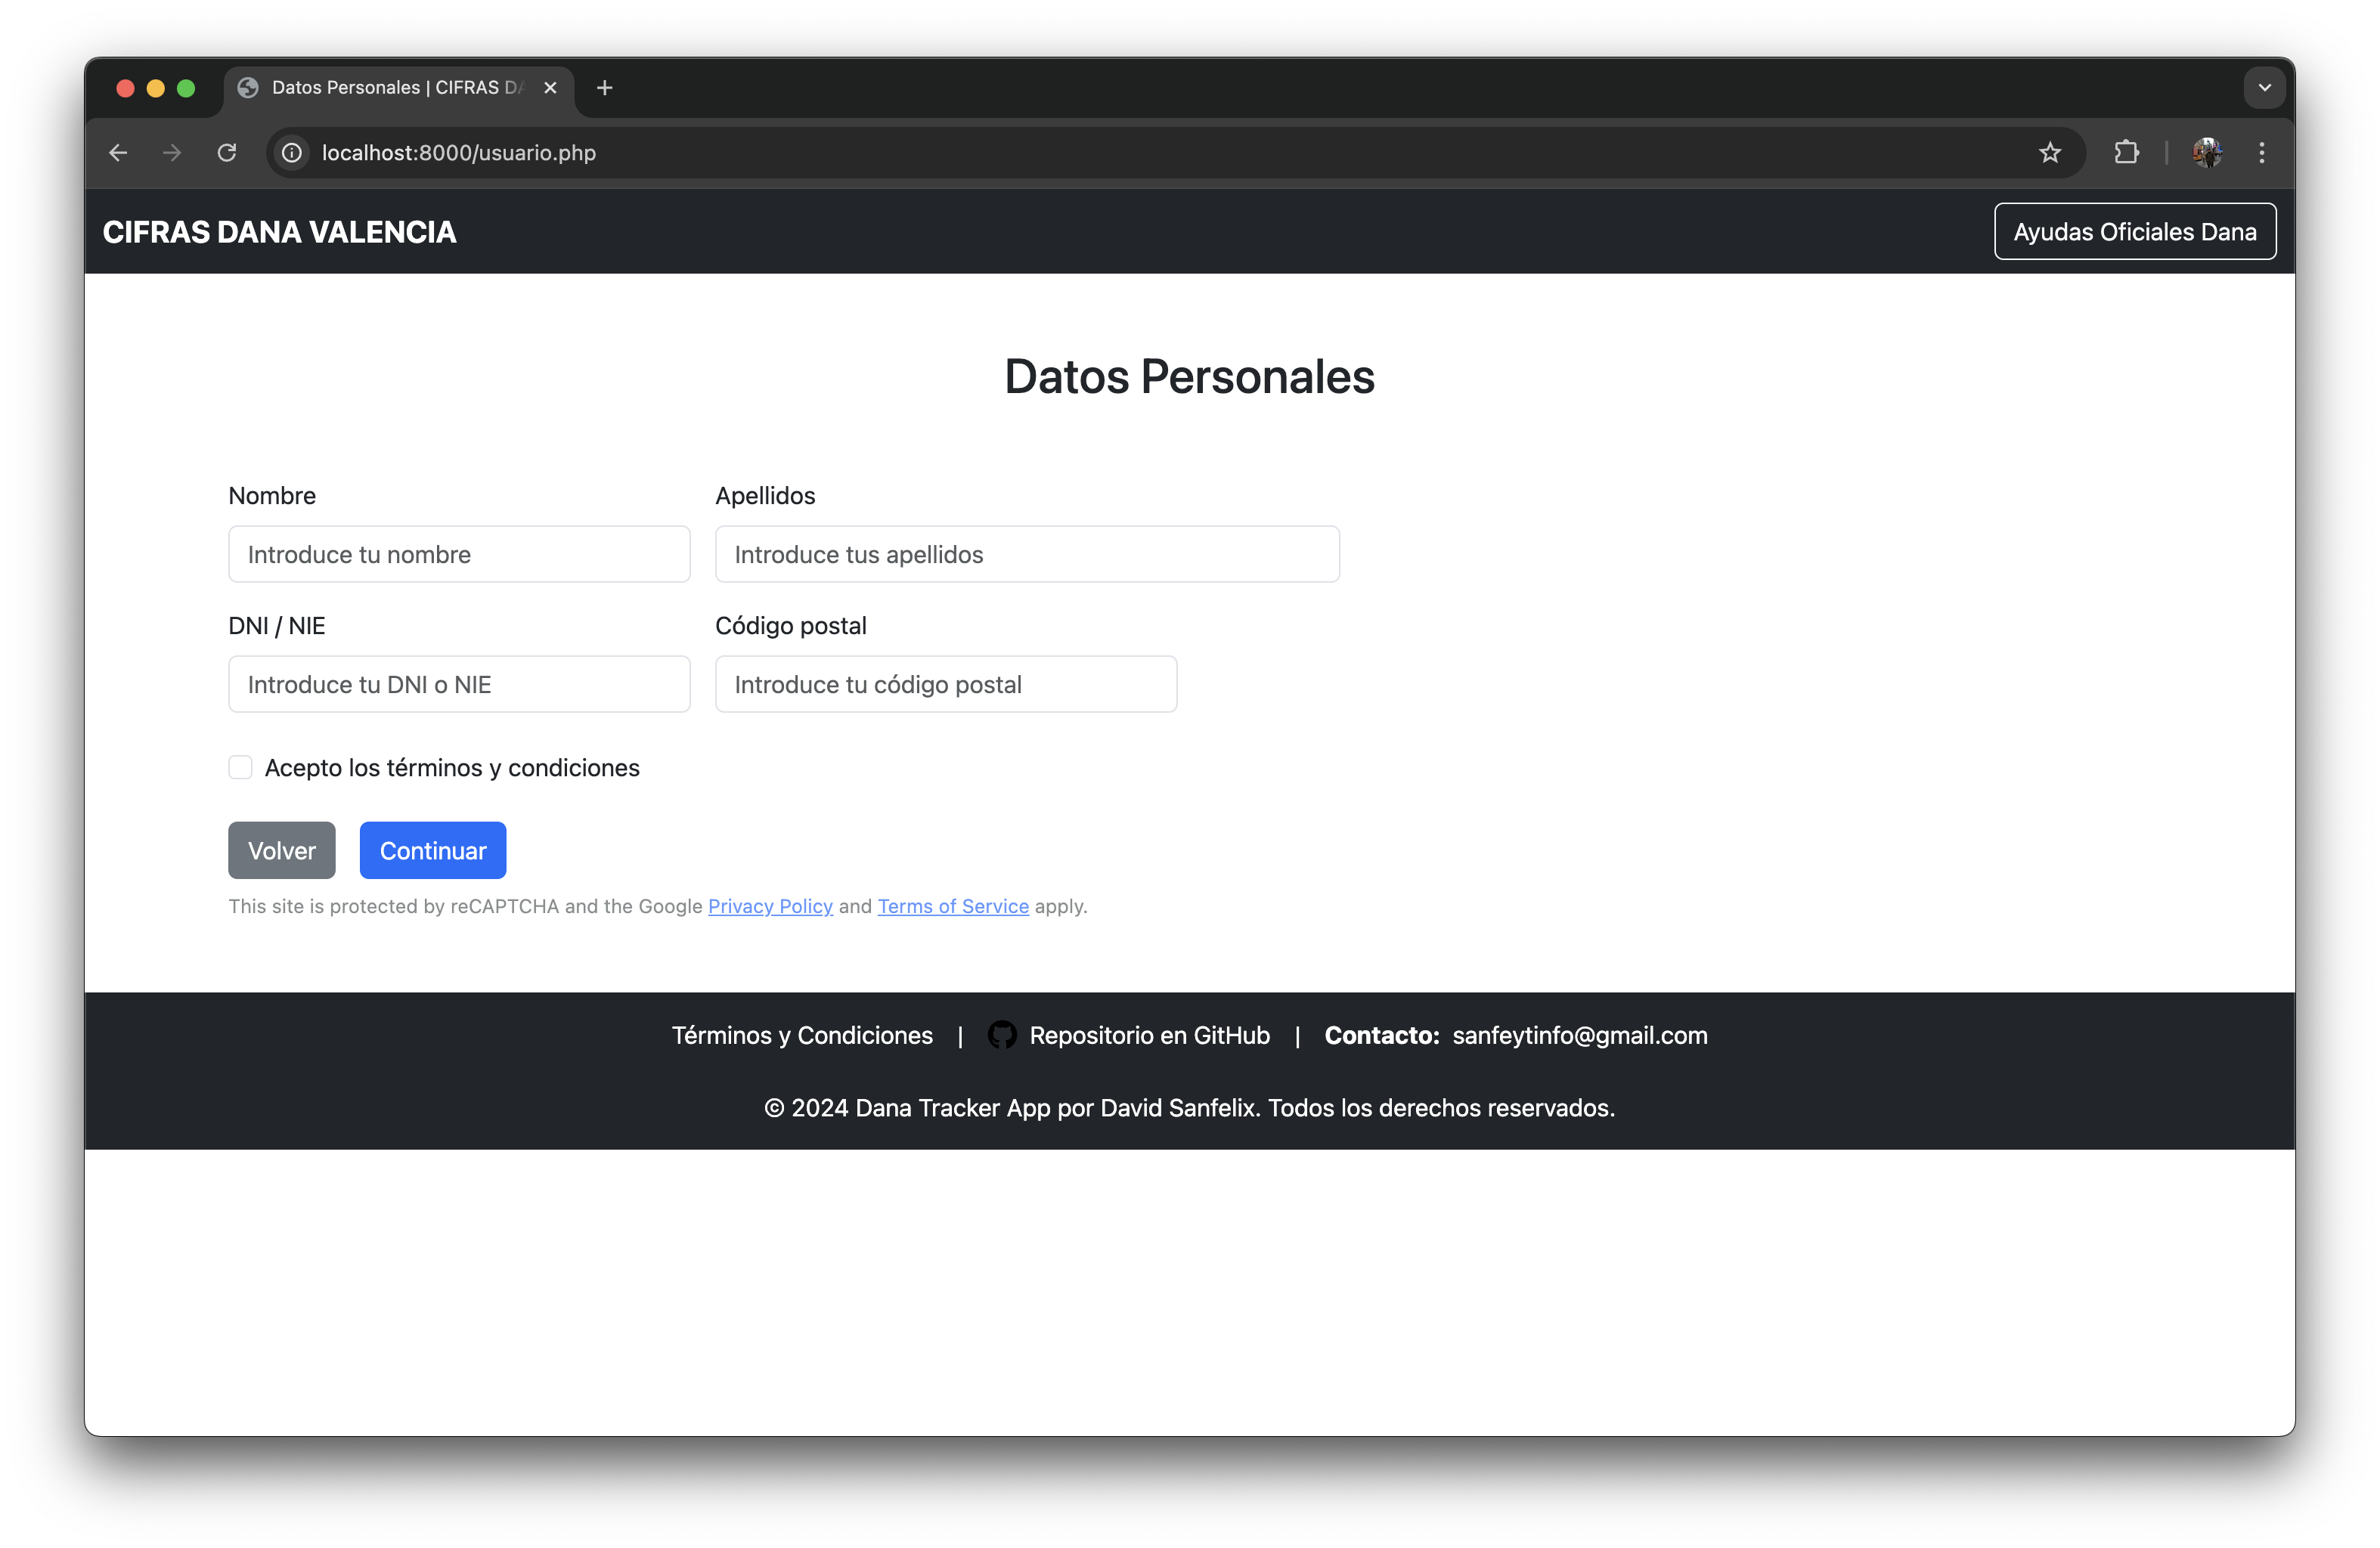 Datos Personales | CIFRAS DA
localhost:8000/usuario.php
CIFRAS DANA VALENCIA
Ayudas Oficiales Dana
Datos Personales
Nombre
Apellidos
Introduce tu nombre
Introduce tus apellidos
DNI / NIE
Código postal
Introduce tu DNI o NIE
Introduce tu código postal
Acepto los términos y condiciones
Volver
Continuar
This site is protected by reCAPTCHA and the Google Privacy Policy and Terms of Service apply.
Términos y Condiciones | Repositorio en GitHub | Contacto: sanfeytinfo@gmail.com
© 2024 Dana Tracker App por David Sanfelix. Todos los derechos reservados.